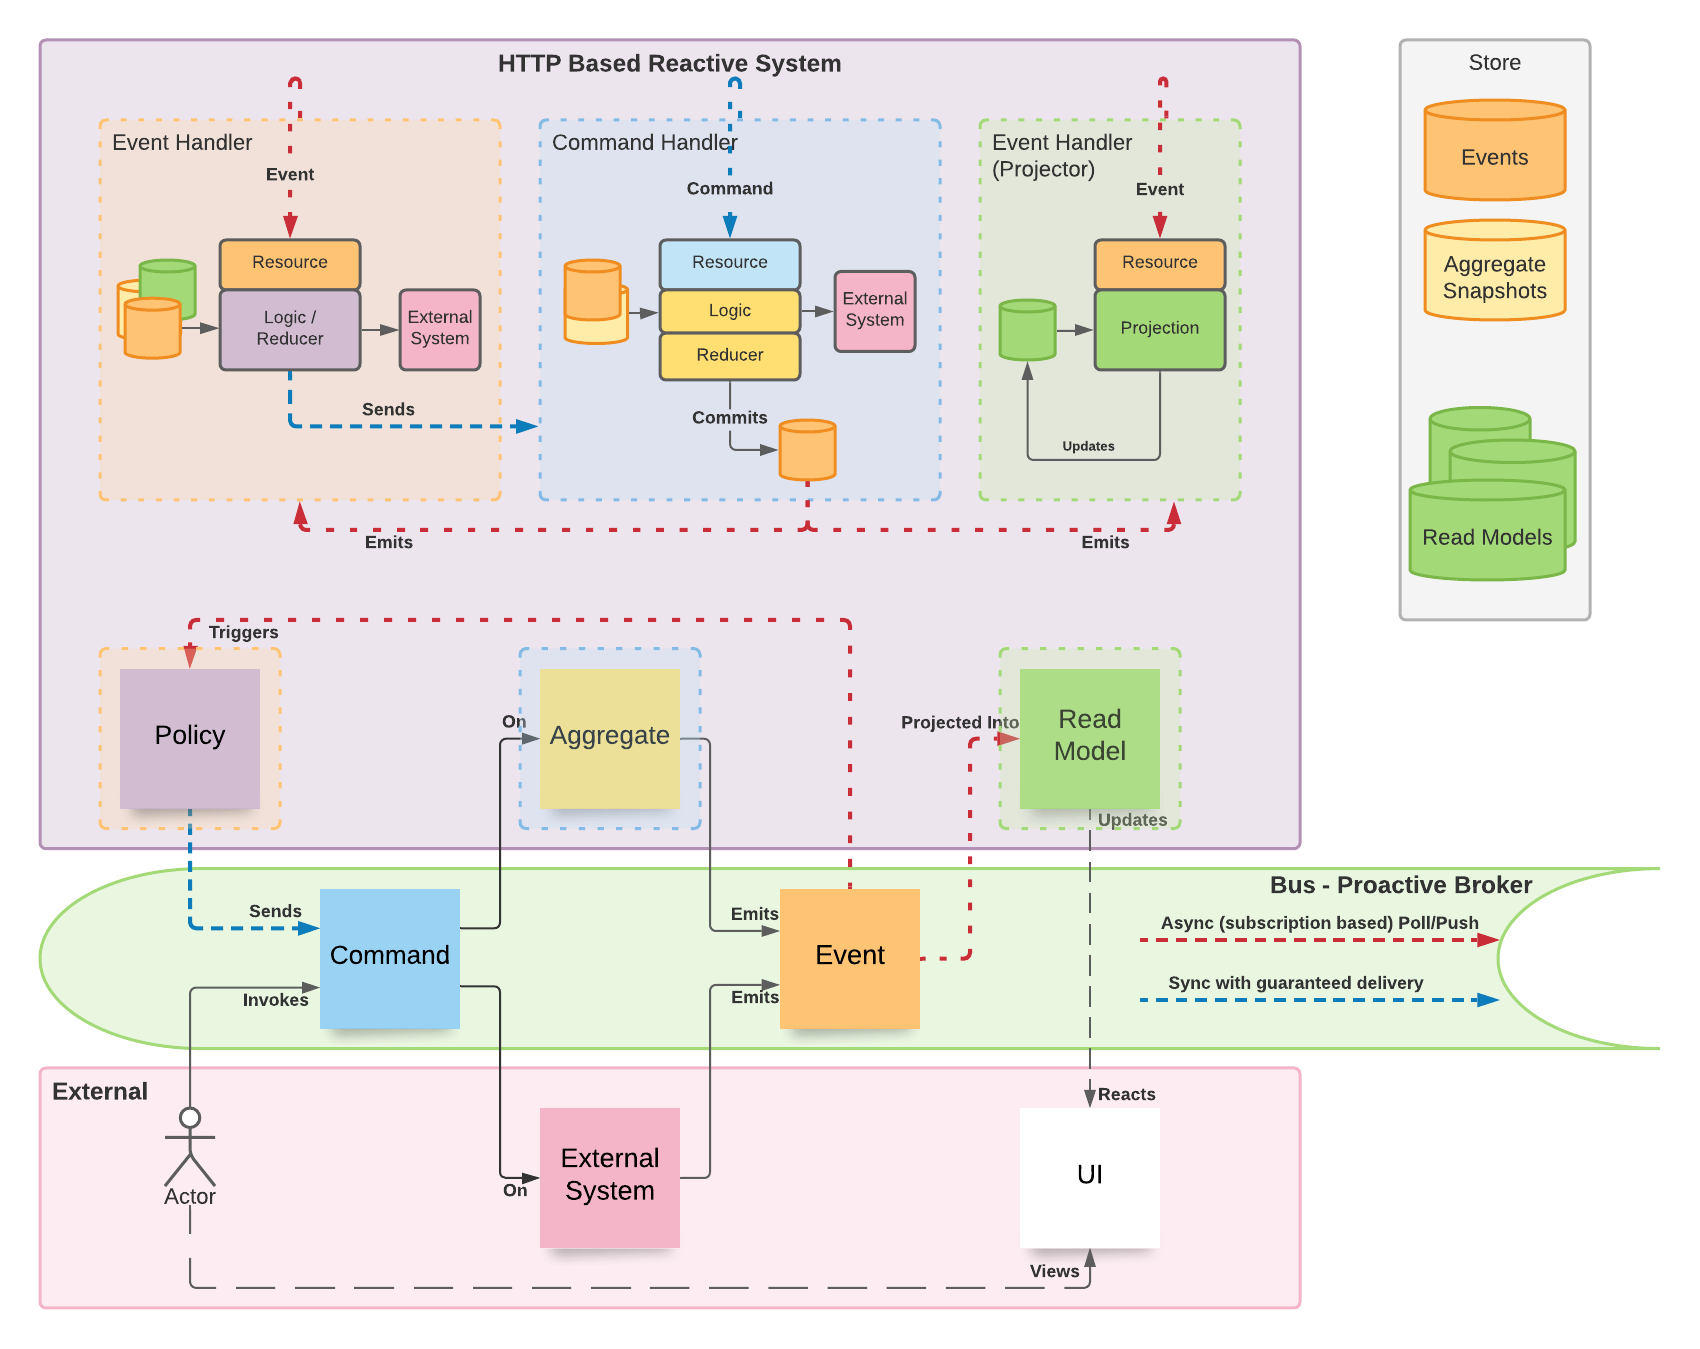 HTTP Based Reactive System
Store
Event Handler
Event
Resource
Logic /
Reducer
External
System
Sends
Command Handler
Command
Resource
Logic
Reducer
External
System
Commits
Event Handler
(Projector)
Event
Resource
Projection
Updates
Emits
Emits
Events
Aggregate
Snapshots
Read Models
Triggers
Policy
On
Aggregate
Projected Into
Read
Model
Updates
Bus - Proactive Broker
Sends
Command
Invokes
Emits
Event
Emits
Async (subscription based) Poll/Push
Sync with guaranteed delivery
External
Actor
On
External
System
Reacts
UI
Views